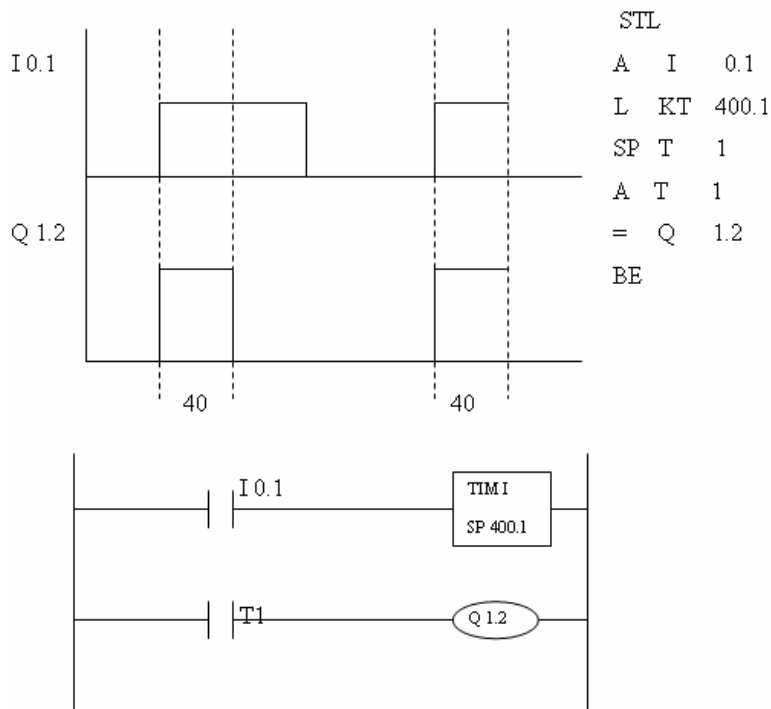 STL
I 0.1
A I 0.1
L KT 400.1
SP T 1
A T 1
Q 1.2
= Q 1.2
BE
40 40
I 0.1
TIM I
SP 400.1
T1
Q 1.2